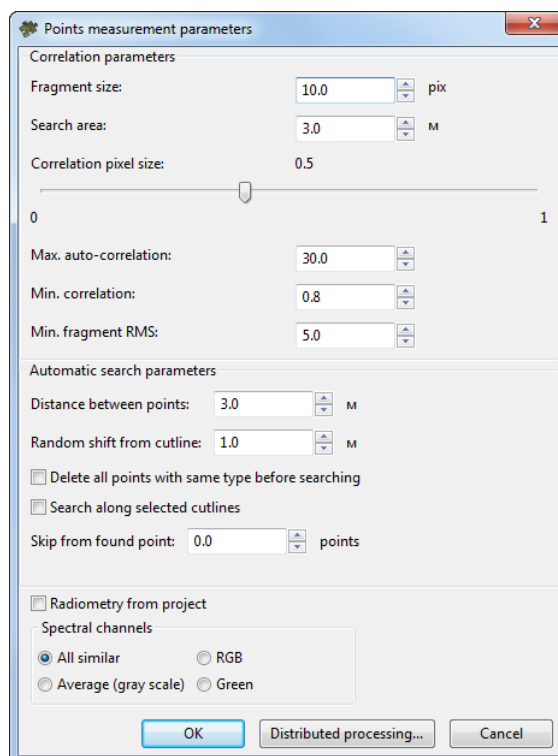 Points measurement parameters
Correlation parameters
Fragment size: 10.0 pix
Search area: 3.0 м
Correlation pixel size: 0.5
0 1
Max. auto-correlation: 30.0
Min. correlation: 0.8
Min. fragment RMS: 5.0
Automatic search parameters
Distance between points: 3.0 м
Random shift from cutline: 1.0 м
Delete all points with same type before searching
Search along selected cutlines
Skip from found point: 0.0 points
Radiometry from project
Spectral channels
All similar RGB
Average (gray scale) Green
OK Distributed processing... Cancel